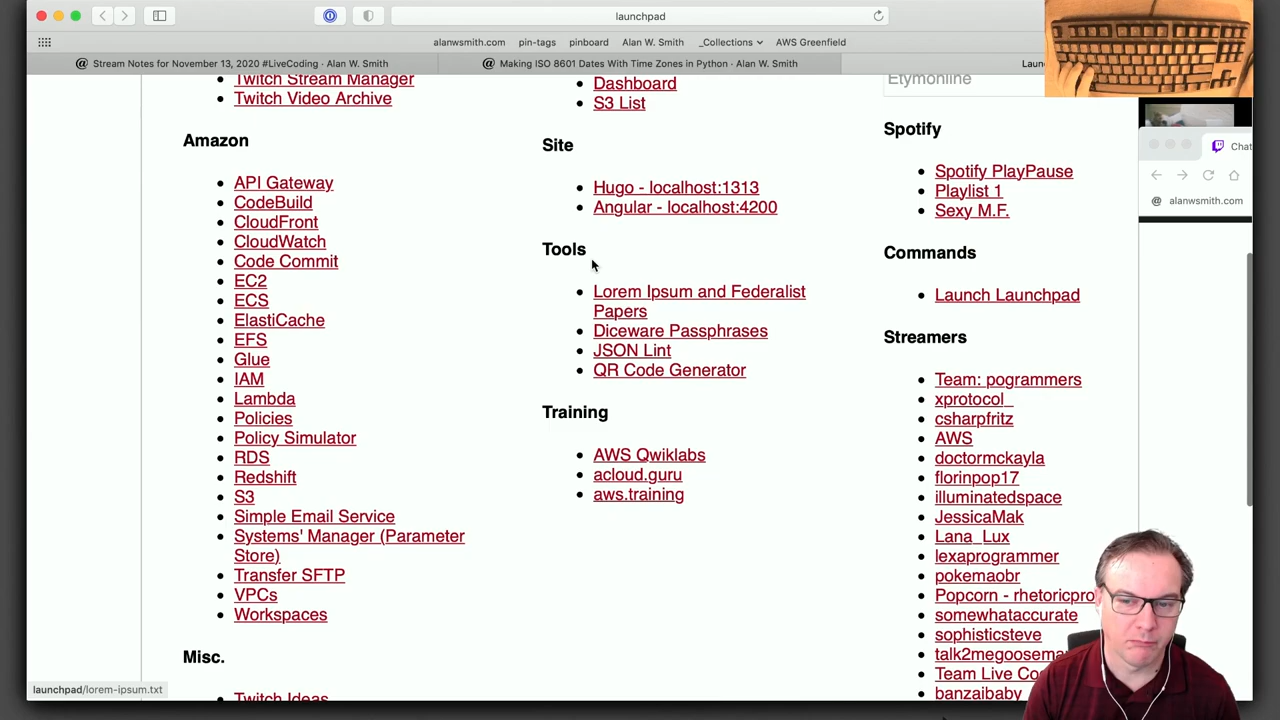 launchpad
alanwsmith.com
pin-tags
pinboard
Alan W. Smith
_Collections
AWS Greenfield
Stream Notes for November 13, 2020 #LiveCoding - Alan W. Smith
Making ISO 8601 Dates With Time Zones in Python · Alan W. Smith
Twitch Stream Manager
Twitch Video Archive
Amazon
API Gateway
CodeBuild
CloudFront
CloudWatch
Code Commit
EC2
ECS
ElastiCache
EFS
Glue
IAM
Lambda
Policies
Policy Simulator
RDS
Redshift
S3
Simple Email Service
Systems' Manager (Parameter
Store)
Transfer SFTP
VPCs
Workspaces
Misc.
Twitch Ideas
Dashboard
S3 List
Site
Hugo - localhost:1313
Angular - localhost:4200
Tools
Lorem Ipsum and Federalist
Papers
Diceware Passphrases
JSON Lint
QR Code Generator
Training
AWS Qwiklabs
acloud.guru
aws.training
Etymonline
Spotify
Spotify PlayPause
Playlist 1
Sexy M.F.
Commands
Launch Launchpad
Streamers
Team: pogrammers
xprotocol_
csharpfritz
AWS
doctormckayla
florinpop17
illuminatedspace
JessicaMak
Lana_Lux
lexaprogrammer
pokemaobr
Popcorn - rhetoricpro
somewhataccurate
sophisticsteve
talk2megoosema
Team Live Co
banzaibaby
Chat
alanwsmith.com
launchpad/lorem-ipsum.txt